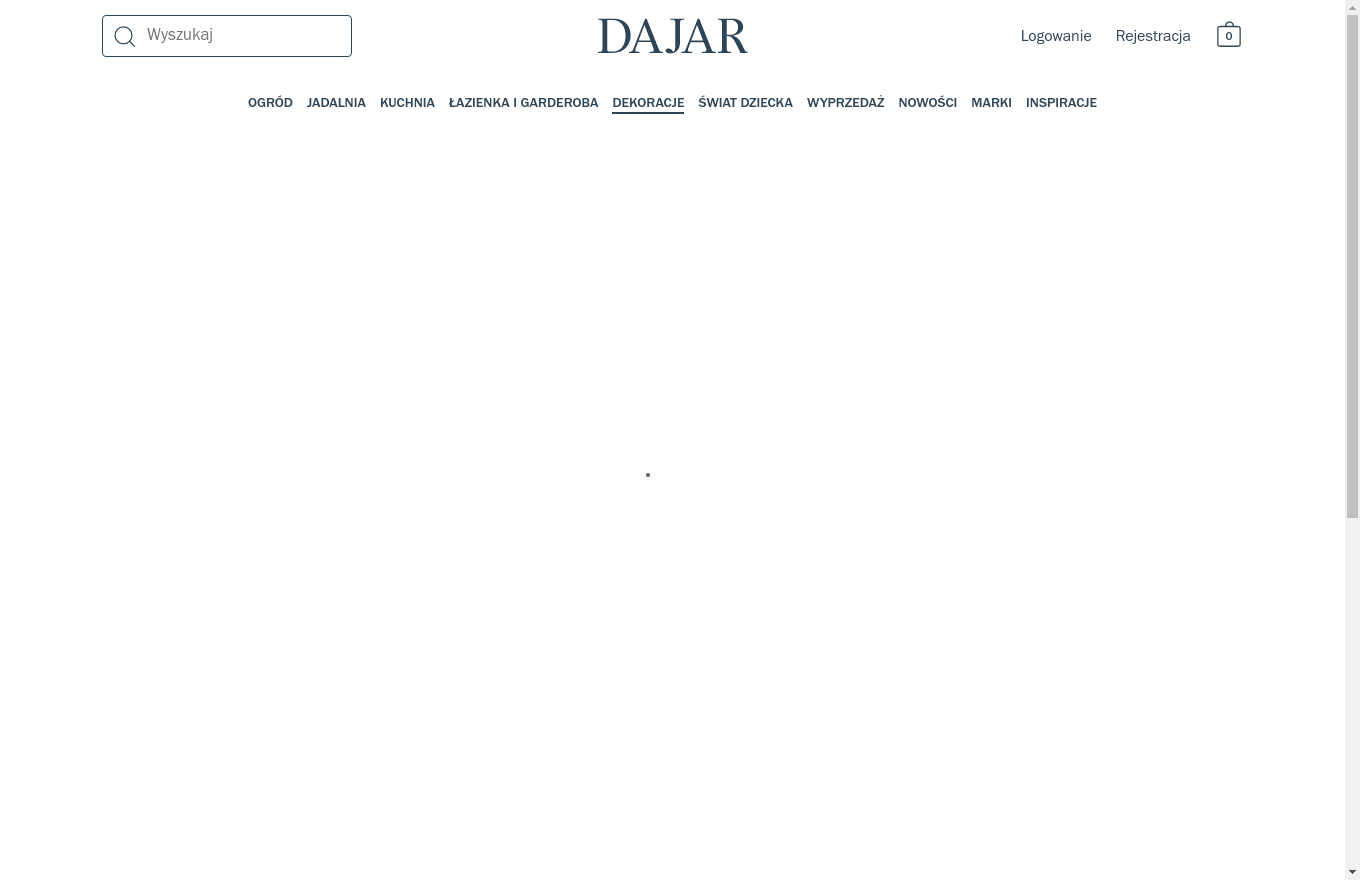 Wyszukaj
DAJAR
Logowanie
Rejestracja
0
OGRÓD JADALNIA KUCHNIA ŁAZIENKA I GARDEROBA DEKORACJE ŚWIAT DZIECKA WYPRZEDAŻ NOWOŚCI MARKI INSPIRACJE